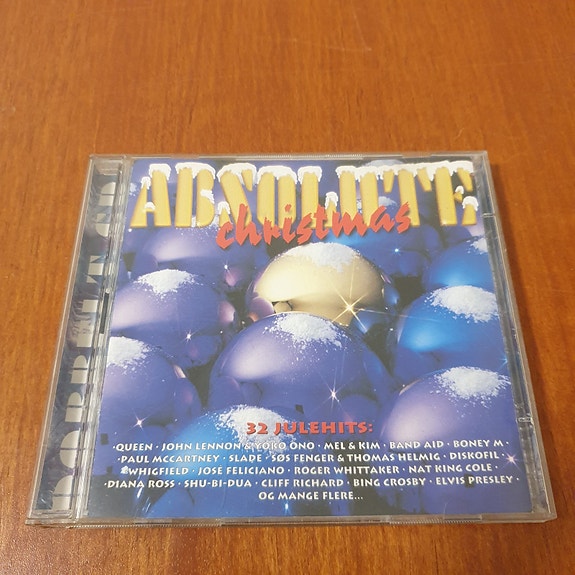 ABSOLUTE
christmas
DOBBELT CD!
32 JULEHITS:
·QUEEN · JOHN LENNON & YOKO ONO · MEL & KIM · BAND AID · BONEY M·
·PAUL MCCARTNEY · SLADE · SØS FENGER & THOMAS HELMIG · DISKOFIL·
·WHIGFIELD · JOSE FELICIANO · ROGER WHITTAKER · NAT KING COLE·
·DIANA ROSS · SHU-BI-DUA · CLIFF RICHARD · BING CROSBY · ELVIS PRESLEY·
OG MANGE FLERE...